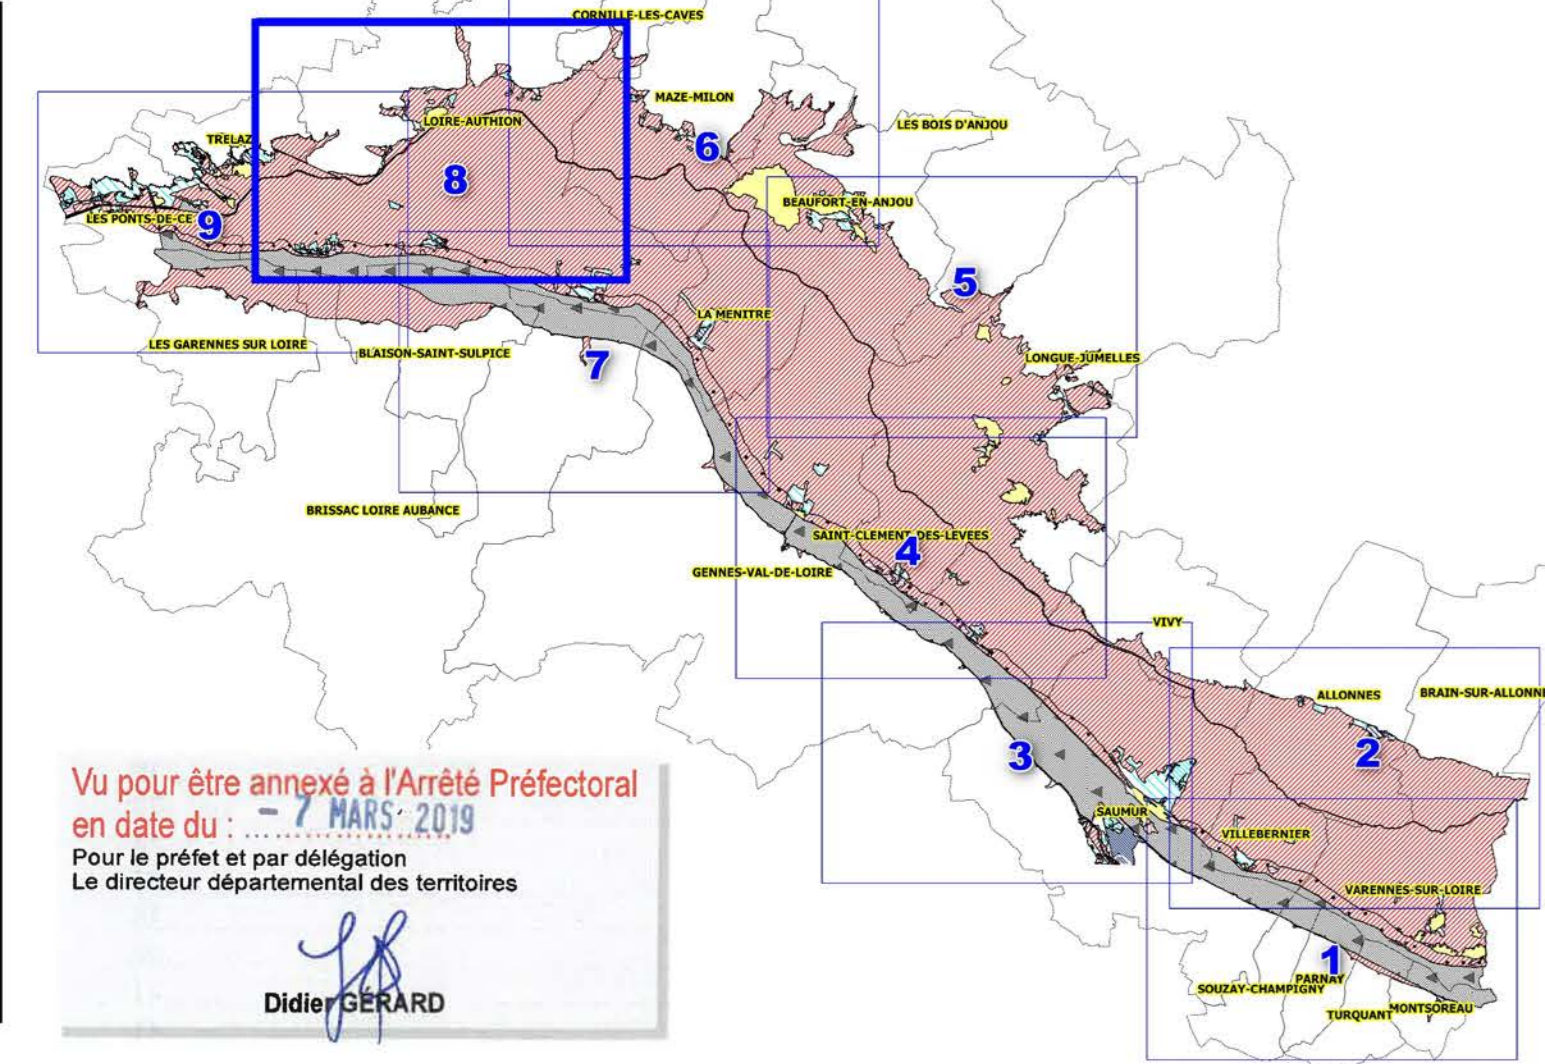 CORNILLE-LES-CAVES
MAZE-MILON
LOIRE-AUTHION
LES BOIS D'ANJOU
TRELAZ
6
8
BEAUFORT-EN-ANJOU
LES PONTS-DE-CE
9
5
LA MENITRE
LES GARENNES SUR LOIRE
BLAISON-SAINT-SULPICE
LONGUE-JUMELLES
7
BRISSAC LOIRE AUBANCE
SAINT-CLEMENT-DES-LEVEES
4
GENNES-VAL-DE-LOIRE
VIVY
ALLONNES
BRAIN-SUR-ALLONN
2
3
SAUMUR
VILLEBERNIER
VARENNES-SUR-LOIRE
1
PARNAY
SOUZAY-CHAMPIGNY
MONTSOREAU
TURQUANT
Vu pour être annexé à l'Arrêté Préfectoral
en date du : ... - 7 MARS 2019
Pour le préfet et par délégation
Le directeur départemental des territoires
Didier GÉRARD